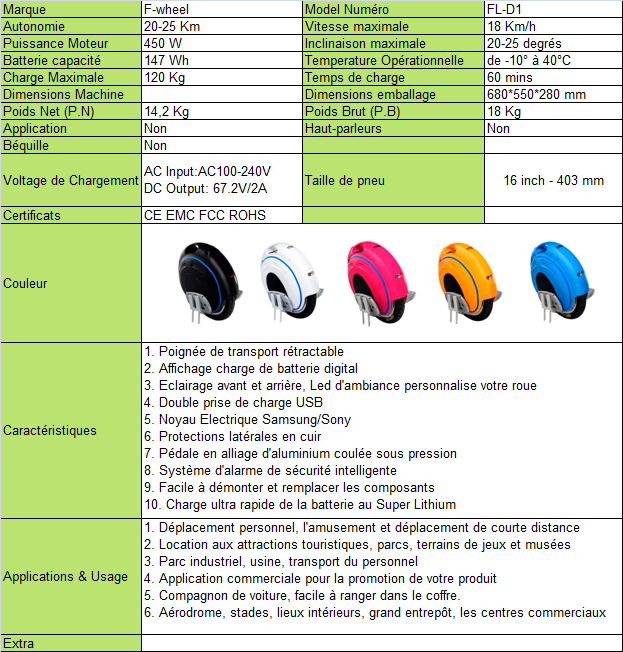 Marque F-wheel Model Numéro FL-D1
Autonomie 20-25 Km Vitesse maximale 18 Km/h
Puissance Moteur 450 W Inclinaison maximale 20-25 degrés
Batterie capacité 147 Wh Temperature Opérationnelle de -10° à 40°C
Charge Maximale 120 Kg Temps de charge 60 mins
Dimensions Machine Dimensions emballage 680*550*280 mm
Poids Net (P.N) 14,2 Kg Poids Brut (P.B) 18 Kg
Application Non Haut-parleurs Non
Béquille Non
Voltage de Chargement AC Input:AC100-240V
DC Output: 67.2V/2A
Taille de pneu 16 inch - 403 mm
Certificats CE EMC FCC ROHS
Couleur
Caractéristiques
1. Poignée de transport rétractable
2. Affichage charge de batterie digital
3. Eclairage avant et arrière, Led d'ambiance personnalise votre roue
4. Double prise de charge USB
5. Noyau Electrique Samsung/Sony
6. Protections latérales en cuir
7. Pédale en alliage d'aluminium coulée sous pression
8. Système d'alarme de sécurité intelligente
9. Facile à démonter et remplacer les composants
10. Charge ultra rapide de la batterie au Super Lithium
Applications & Usage
1. Déplacement personnel, l'amusement et déplacement de courte distance
2. Location aux attractions touristiques, parcs, terrains de jeux et musées
3. Parc industriel, usine, transport du personnel
4. Application commerciale pour la promotion de votre produit
5. Compagnon de voiture, facile à ranger dans le coffre.
6. Aérodrome, stades, lieux intérieurs, grand entrepôt, les centres commerciaux
Extra